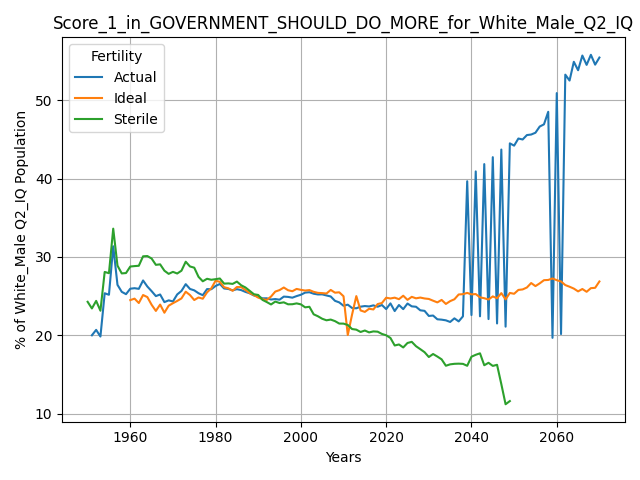 Score_1_in_GOVERNMENT_SHOULD_DO_MORE_for_White_Male_Q2_IQ
Fertility
Actual
Ideal
Sterile
% of White_Male Q2_IQ Population
50
40
30
20
10
1960 1980 2000 2020 2040 2060
Years